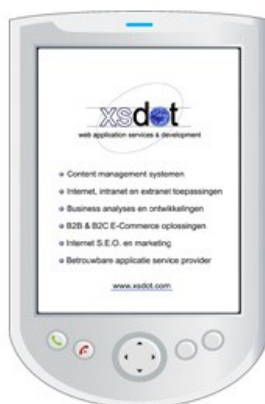 xsdot
web application services & development
Content management systemen
Internet, intranet en extranet toepassingen
Business analyses en ontwikkelingen
B2B & B2C E-Commerce oplossingen
Internet S.E.O. en marketing
Betrouwbare applicatie service provider
www.xsdot.com